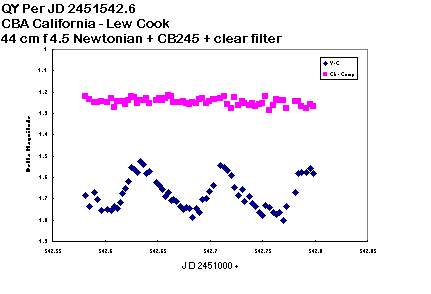 QY Per JD 2451542.6
CBA California - Lew Cook
44 cm f4.5 Newtonian + CB245 + clear filter
1
1.1
1.2
1.3
1.4
1.5
1.6
1.7
1.8
1.9
Delta Magnitude
V-C
Ck-Comp
542.55
542.6
542.65
542.7
542.75
542.8
542.85
JD 2451000 +